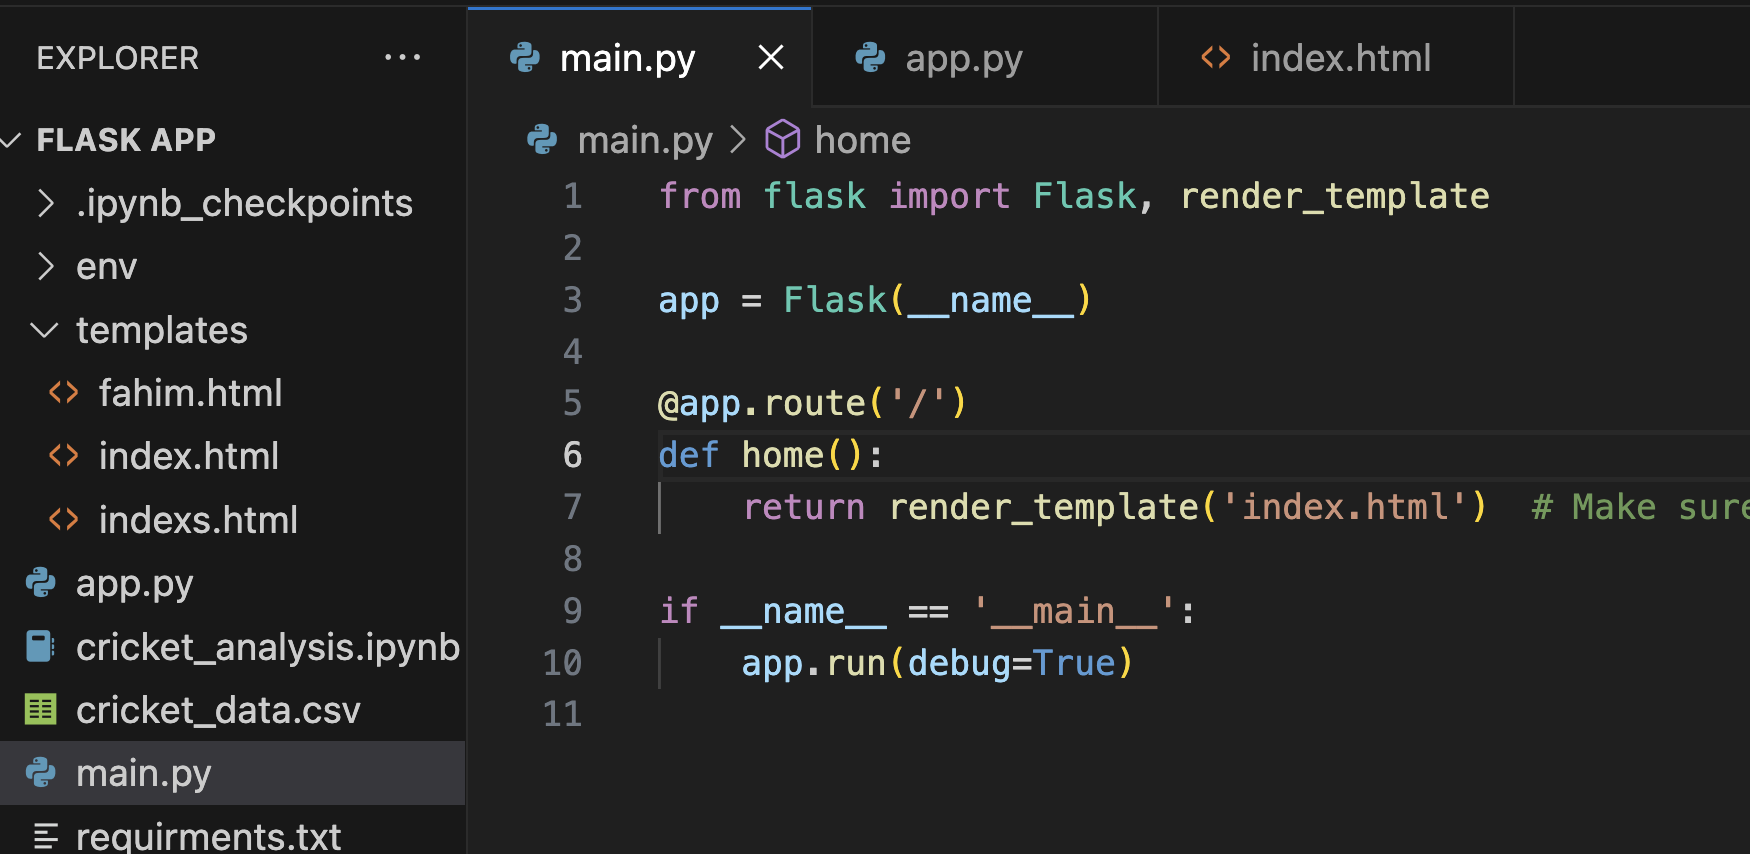 EXPLORER ...
FLASK APP
.ipynb_checkpoints
env
templates
fahim.html
index.html
indexs.html
app.py
cricket_analysis.ipynb
cricket_data.csv
main.py
requirments.txt
main.py app.py index.html
main.py > home
1 from flask import Flask, render_template
2
3 app = Flask(__name__)
4
5 @app.route('/')
6 def home():
7     return render_template('index.html')  # Make sure
8
9 if __name__ == '__main__':
10     app.run(debug=True)
11